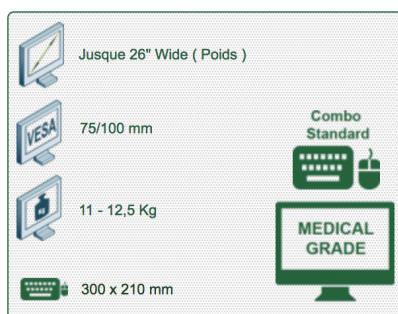 Jusque 26" Wide ( Poids )
VESA
75/100 mm
KG
11 - 12,5 Kg
300 x 210 mm
Combo
Standard
MEDICAL
GRADE